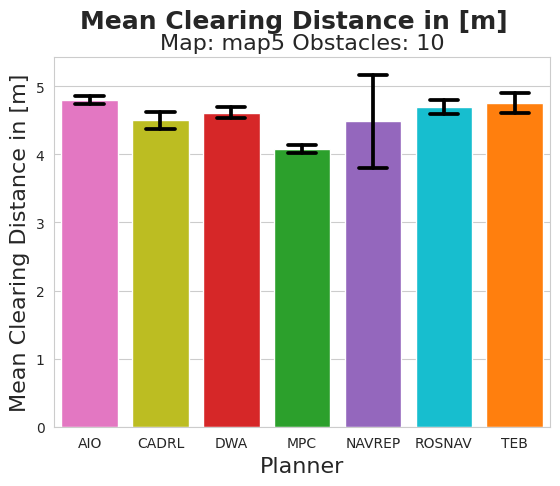 Mean Clearing Distance in [m]
Map: map5 Obstacles: 10
Mean Clearing Distance in [m]
5
4
3
2
1
0
AIO CADRL DWA MPC NAVREP ROSNAV TEB
Planner